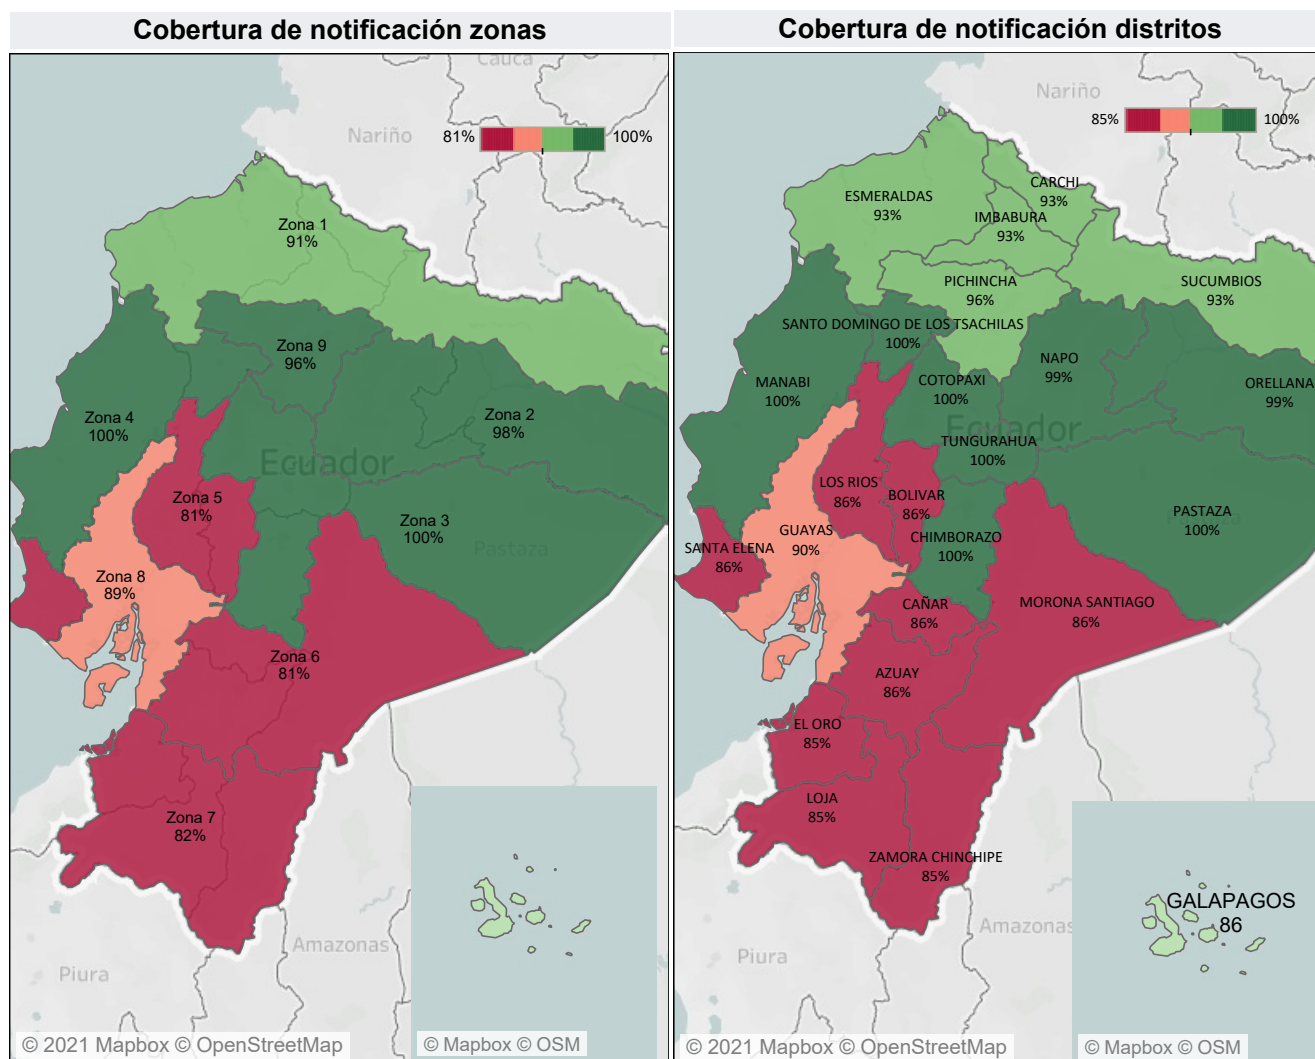 Cobertura de notificación zonas
Cauca
Nariño
81%
100%
Zona 1
91%
Zona 9
96%
Zona 4
100%
Zona 2
98%
Ecuador
Zona 5
81%
Zona 3
100%
Pastaza
Zona 8
89%
Zona 6
81%
Zona 7
82%
Amazonas
Piura
© 2021 Mapbox © OpenStreetMap
© Mapbox © OSM
Cobertura de notificación distritos
Nariño
85%
100%
CARCHI
93%
ESMERALDAS
93%
IMBABURA
93%
PICHINCHA
96%
SUCUMBIOS
93%
SANTO DOMINGO DE LOS TSACHILAS
100%
NAPO
99%
MANABI
100%
COTOPAXI
100%
ORELLANA
99%
Ecuador
TUNGURAHUA
100%
LOS RIOS
86%
BOLIVAR
86%
PASTAZA
100%
GUAYAS
90%
CHIMBORAZO
100%
SANTA ELENA
86%
CAÑAR
86%
MORONA SANTIAGO
86%
AZUAY
86%
EL ORO
85%
LOJA
85%
ZAMORA CHINCHIPE
85%
GALAPAGOS
86
Amazonas
Piura
© 2021 Mapbox © OpenStreetMap
© Mapbox © OSM